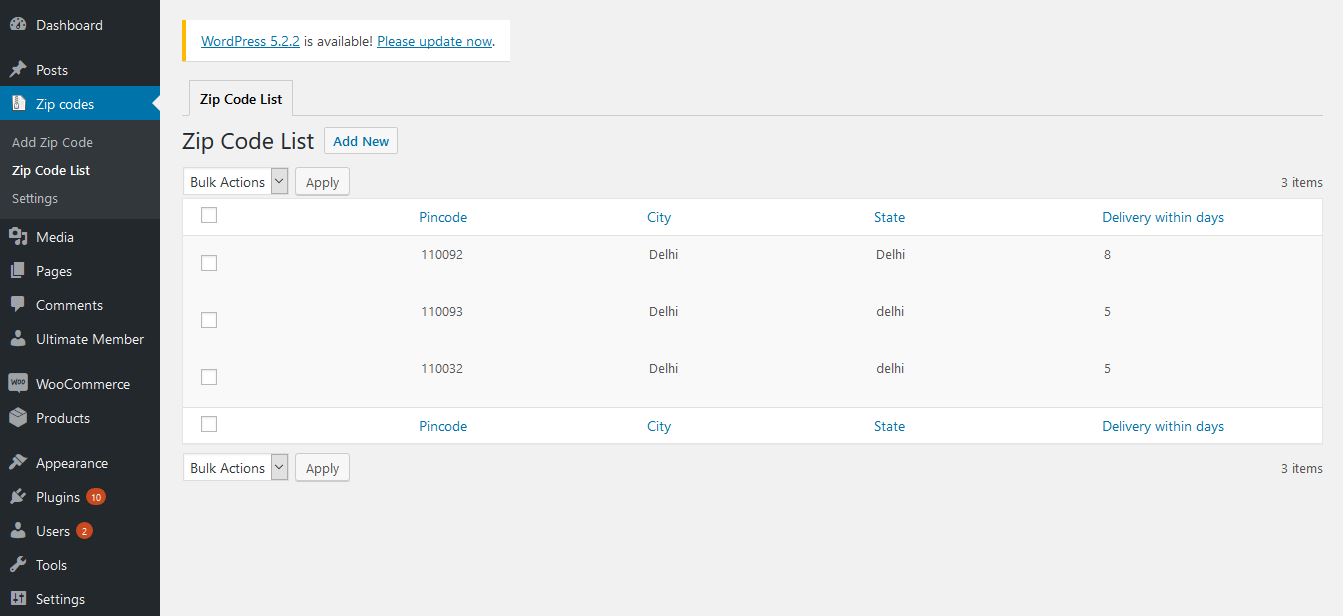 Dashboard
Posts
Zip codes
Add Zip Code
Zip Code List
Settings
Media
Pages
Comments
Ultimate Member
WooCommerce
Products
Appearance
Plugins 10
Users 2
Tools
Settings
WordPress 5.2.2 is available! Please update now.
Zip Code List
Zip Code List Add New
Bulk Actions Apply 3 items
Pincode City State Delivery within days
110092 Delhi Delhi 8
110093 Delhi delhi 5
110032 Delhi delhi 5
Pincode City State Delivery within days
Bulk Actions Apply 3 items